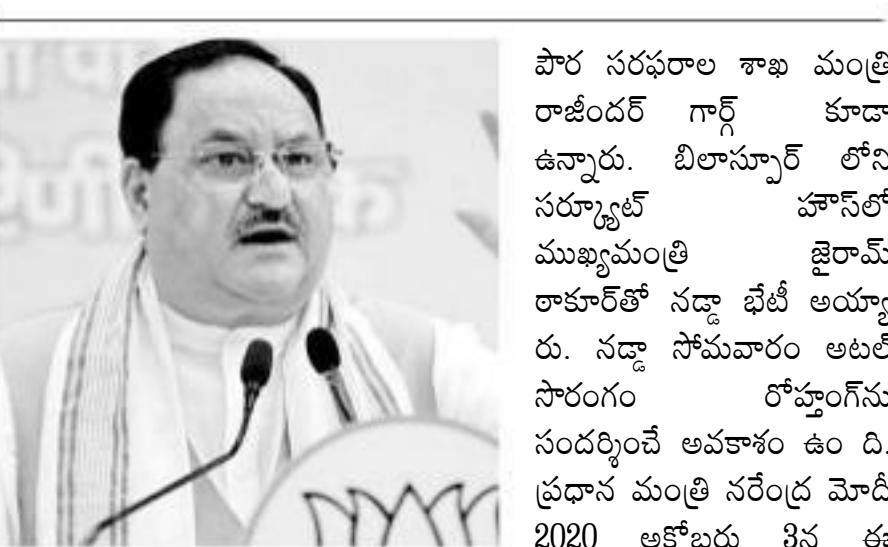 పౌర సరఫరాల శాఖ మంత్రి
రాజీందర్ గార్గ్ కూడా
ఉన్నారు. బిలాస్పూర్ లోని
సర్క్యూట్ హౌస్‌లో
ముఖ్యమంత్రి జైరామ్
ఠాకూర్‌తో నడ్డా భేటీ అయ్యా
రు. నడ్డా సోమవారం అటల్
సొరంగం రోహ్తంగ్‌ను
సందర్శించే అవకాశం ఉం ది.
ప్రధాన మంత్రి నరేంద్ర మోదీ
2020 అక్టోబరు 3న ఈ